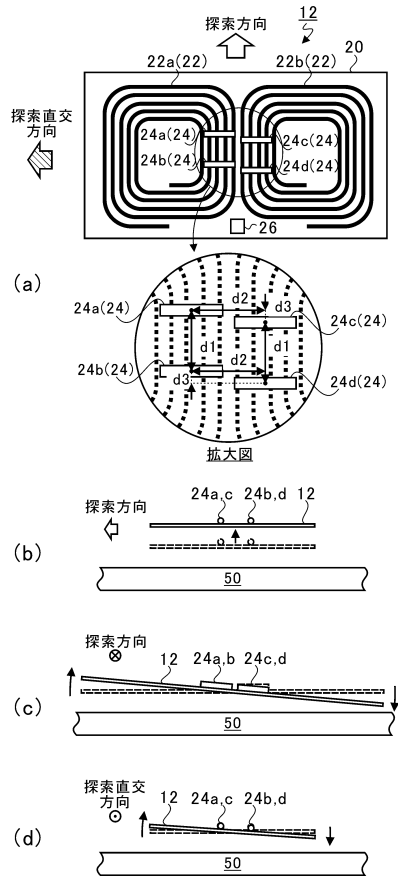 探索方向
12
22a(22)
22b(22)
20
探索直交
方向
24a(24)
24c(24)
24b(24)
24d(24)
26
(a)
24a(24)
d2
d3
24c(24)
d1
d1
d2
24b(24)
d3
24d(24)
拡大図
探索方向
24a,c
24b,d
12
(b)
50
探索方向
12
24a,b
24c,d
(c)
50
探索直交
方向
12
24a,c
24b,d
(d)
50